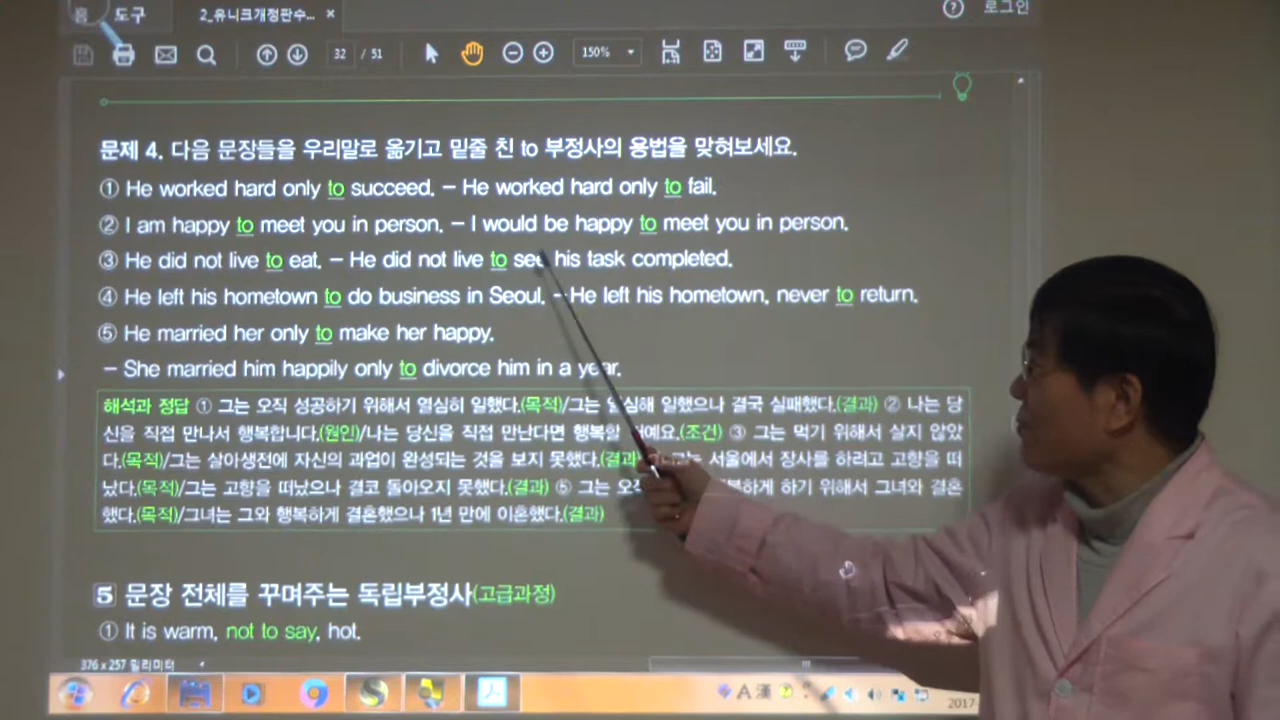 홈 도구 2_유니크개정판수... × 로그인
32 / 51 150%
문제 4. 다음 문장들을 우리말로 옮기고 밑줄 친 to 부정사의 용법을 맞혀보세요.
① He worked hard only to succeed. – He worked hard only to fail.
② I am happy to meet you in person. – I would be happy to meet you in person.
③ He did not live to eat. – He did not live to see his task completed.
④ He left his hometown to do business in Seoul. – He left his hometown, never to return.
⑤ He married her only to make her happy.
– She married him happily only to divorce him in a year.
해석과 정답 ① 그는 오직 성공하기 위해서 열심히 일했다.(목적)/그는 열심해 일했으나 결국 실패했다.(결과) ② 나는 당
신을 직접 만나서 행복합니다.(원인)/나는 당신을 직접 만난다면 행복할 거예요.(조건) ③ 그는 먹기 위해서 살지 않았
다.(목적)/그는 살아생전에 자신의 과업이 완성되는 것을 보지 못했다.(결과) 서울에서 장사를 하려고 고향을 떠
났다.(목적)/그는 고향을 떠났으나 결코 돌아오지 못했다.(결과) ⑤ 그는 하게 하기 위해서 그녀와 결혼
했다.(목적)/그녀는 그와 행복하게 결혼했으나 1년 만에 이혼했다.(결과)
5 문장 전체를 꾸며주는 독립부정사(고급과정)
① It is warm, not to say, hot.
376 x 257 밀리미터
A 漢 ?
2017-